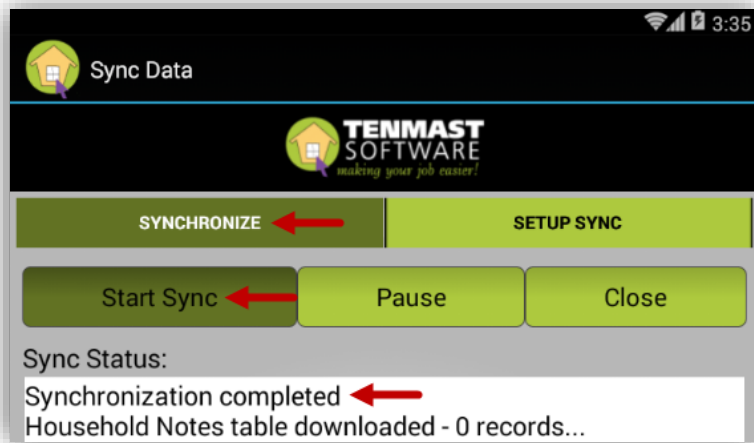 3:35
Sync Data
TENMAST
SOFTWARE
making your job easier!
SYNCHRONIZE SETUP SYNC
Start Sync Pause Close
Sync Status:
Synchronization completed
Household Notes table downloaded - 0 records...